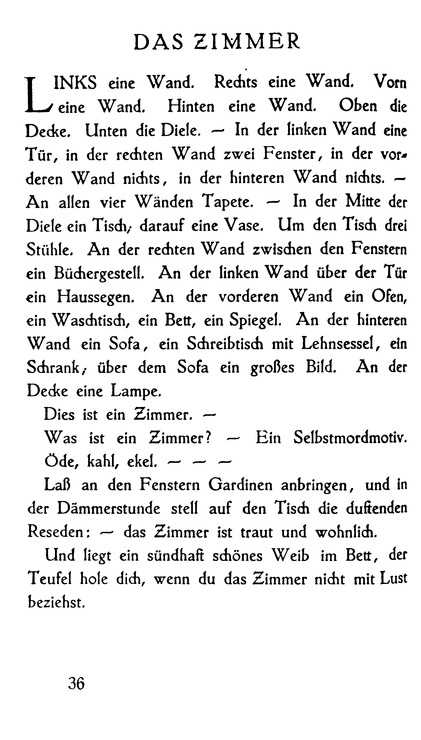 DAS ZIMMER
LINKS eine Wand. Rechts eine Wand. Vorn
eine Wand. Hinten eine Wand. Oben die
Decke. Unten die Diele. — In der linken Wand eine
Tür, in der rechten Wand zwei Fenster, in der vor-
deren Wand nichts, in der hinteren Wand nichts. —
An allen vier Wänden Tapete. — In der Mitte der
Diele ein Tisch; darauf eine Vase. Um den Tisch drei
Stühle. An der rechten Wand zwischen den Fenstern
ein Büchergestell. An der linken Wand über der Tür
ein Haussegen. An der vorderen Wand ein Ofen,
ein Waschtisch, ein Bett, ein Spiegel. An der hinteren
Wand ein Sofa, ein Schreibtisch mit Lehnsessel, ein
Schrank; über dem Sofa ein großes Bild. An der
Decke eine Lampe.
Dies ist ein Zimmer. —
Was ist ein Zimmer? — Ein Selbstmordmotiv.
Öde, kahl, ekel. — — —
Laß an den Fenstern Gardinen anbringen, und in
der Dämmerstunde stell auf den Tisch die duftenden
Reseden: — das Zimmer ist traut und wohnlich.
Und liegt ein sündhaft schönes Weib im Bett, der
Teufel hole dich, wenn du das Zimmer nicht mit Lust
beziehst.
36